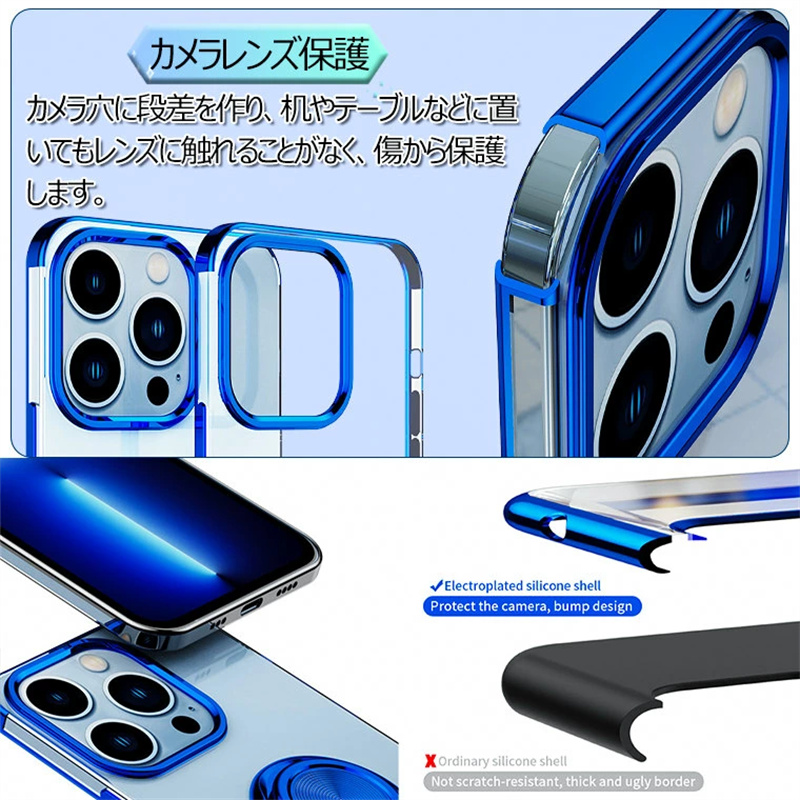 カメラレンズ保護
カメラ穴に段差を作り、机やテーブルなどに置
いてもレンズに触れることがなく、傷から保護
します。
Electroplated silicone shell
Protect the camera, bump design
Ordinary silicone shell
Not scratch-resistant, thick and ugly border